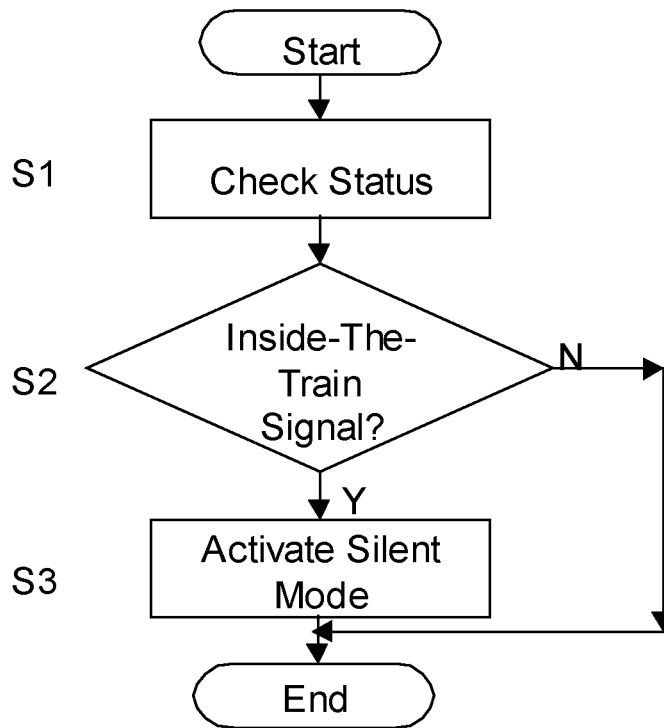 Start
S1
Check Status
S2
Inside-The-
Train
Signal?
N
Y
S3
Activate Silent
Mode
End